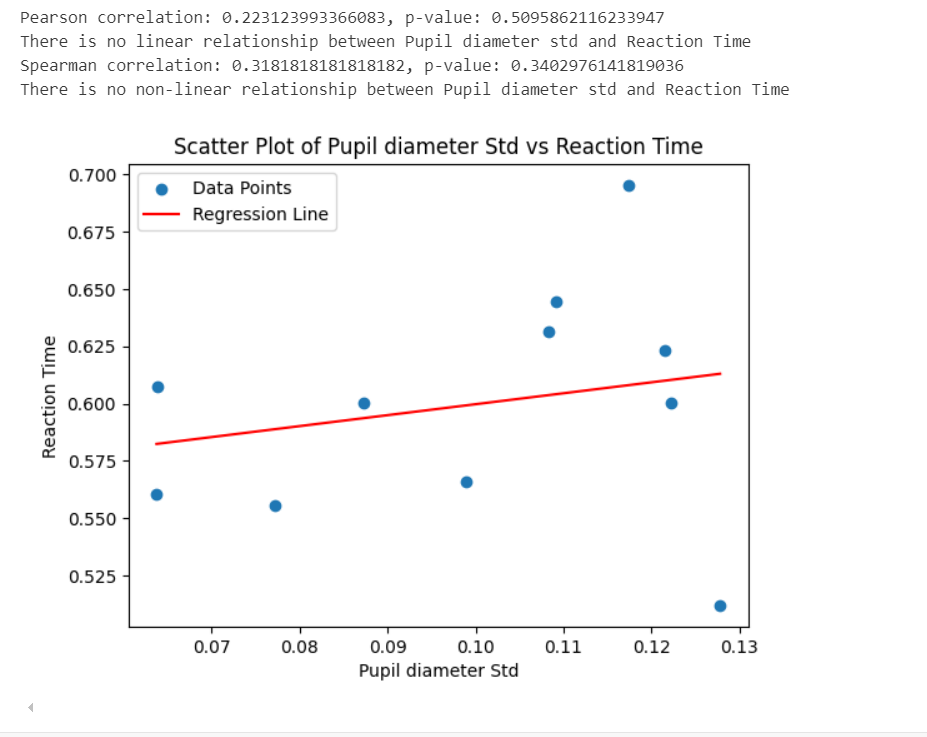 Pearson correlation: 0.223123993366083, p-value: 0.5095862116233947
There is no linear relationship between Pupil diameter std and Reaction Time
Spearman correlation: 0.3181818181818182, p-value: 0.3402976141819036
There is no non-linear relationship between Pupil diameter std and Reaction Time
Scatter Plot of Pupil diameter Std vs Reaction Time
Data Points
Regression Line
Reaction Time
0.700
0.675
0.650
0.625
0.600
0.575
0.550
0.525
0.07 0.08 0.09 0.10 0.11 0.12 0.13
Pupil diameter Std